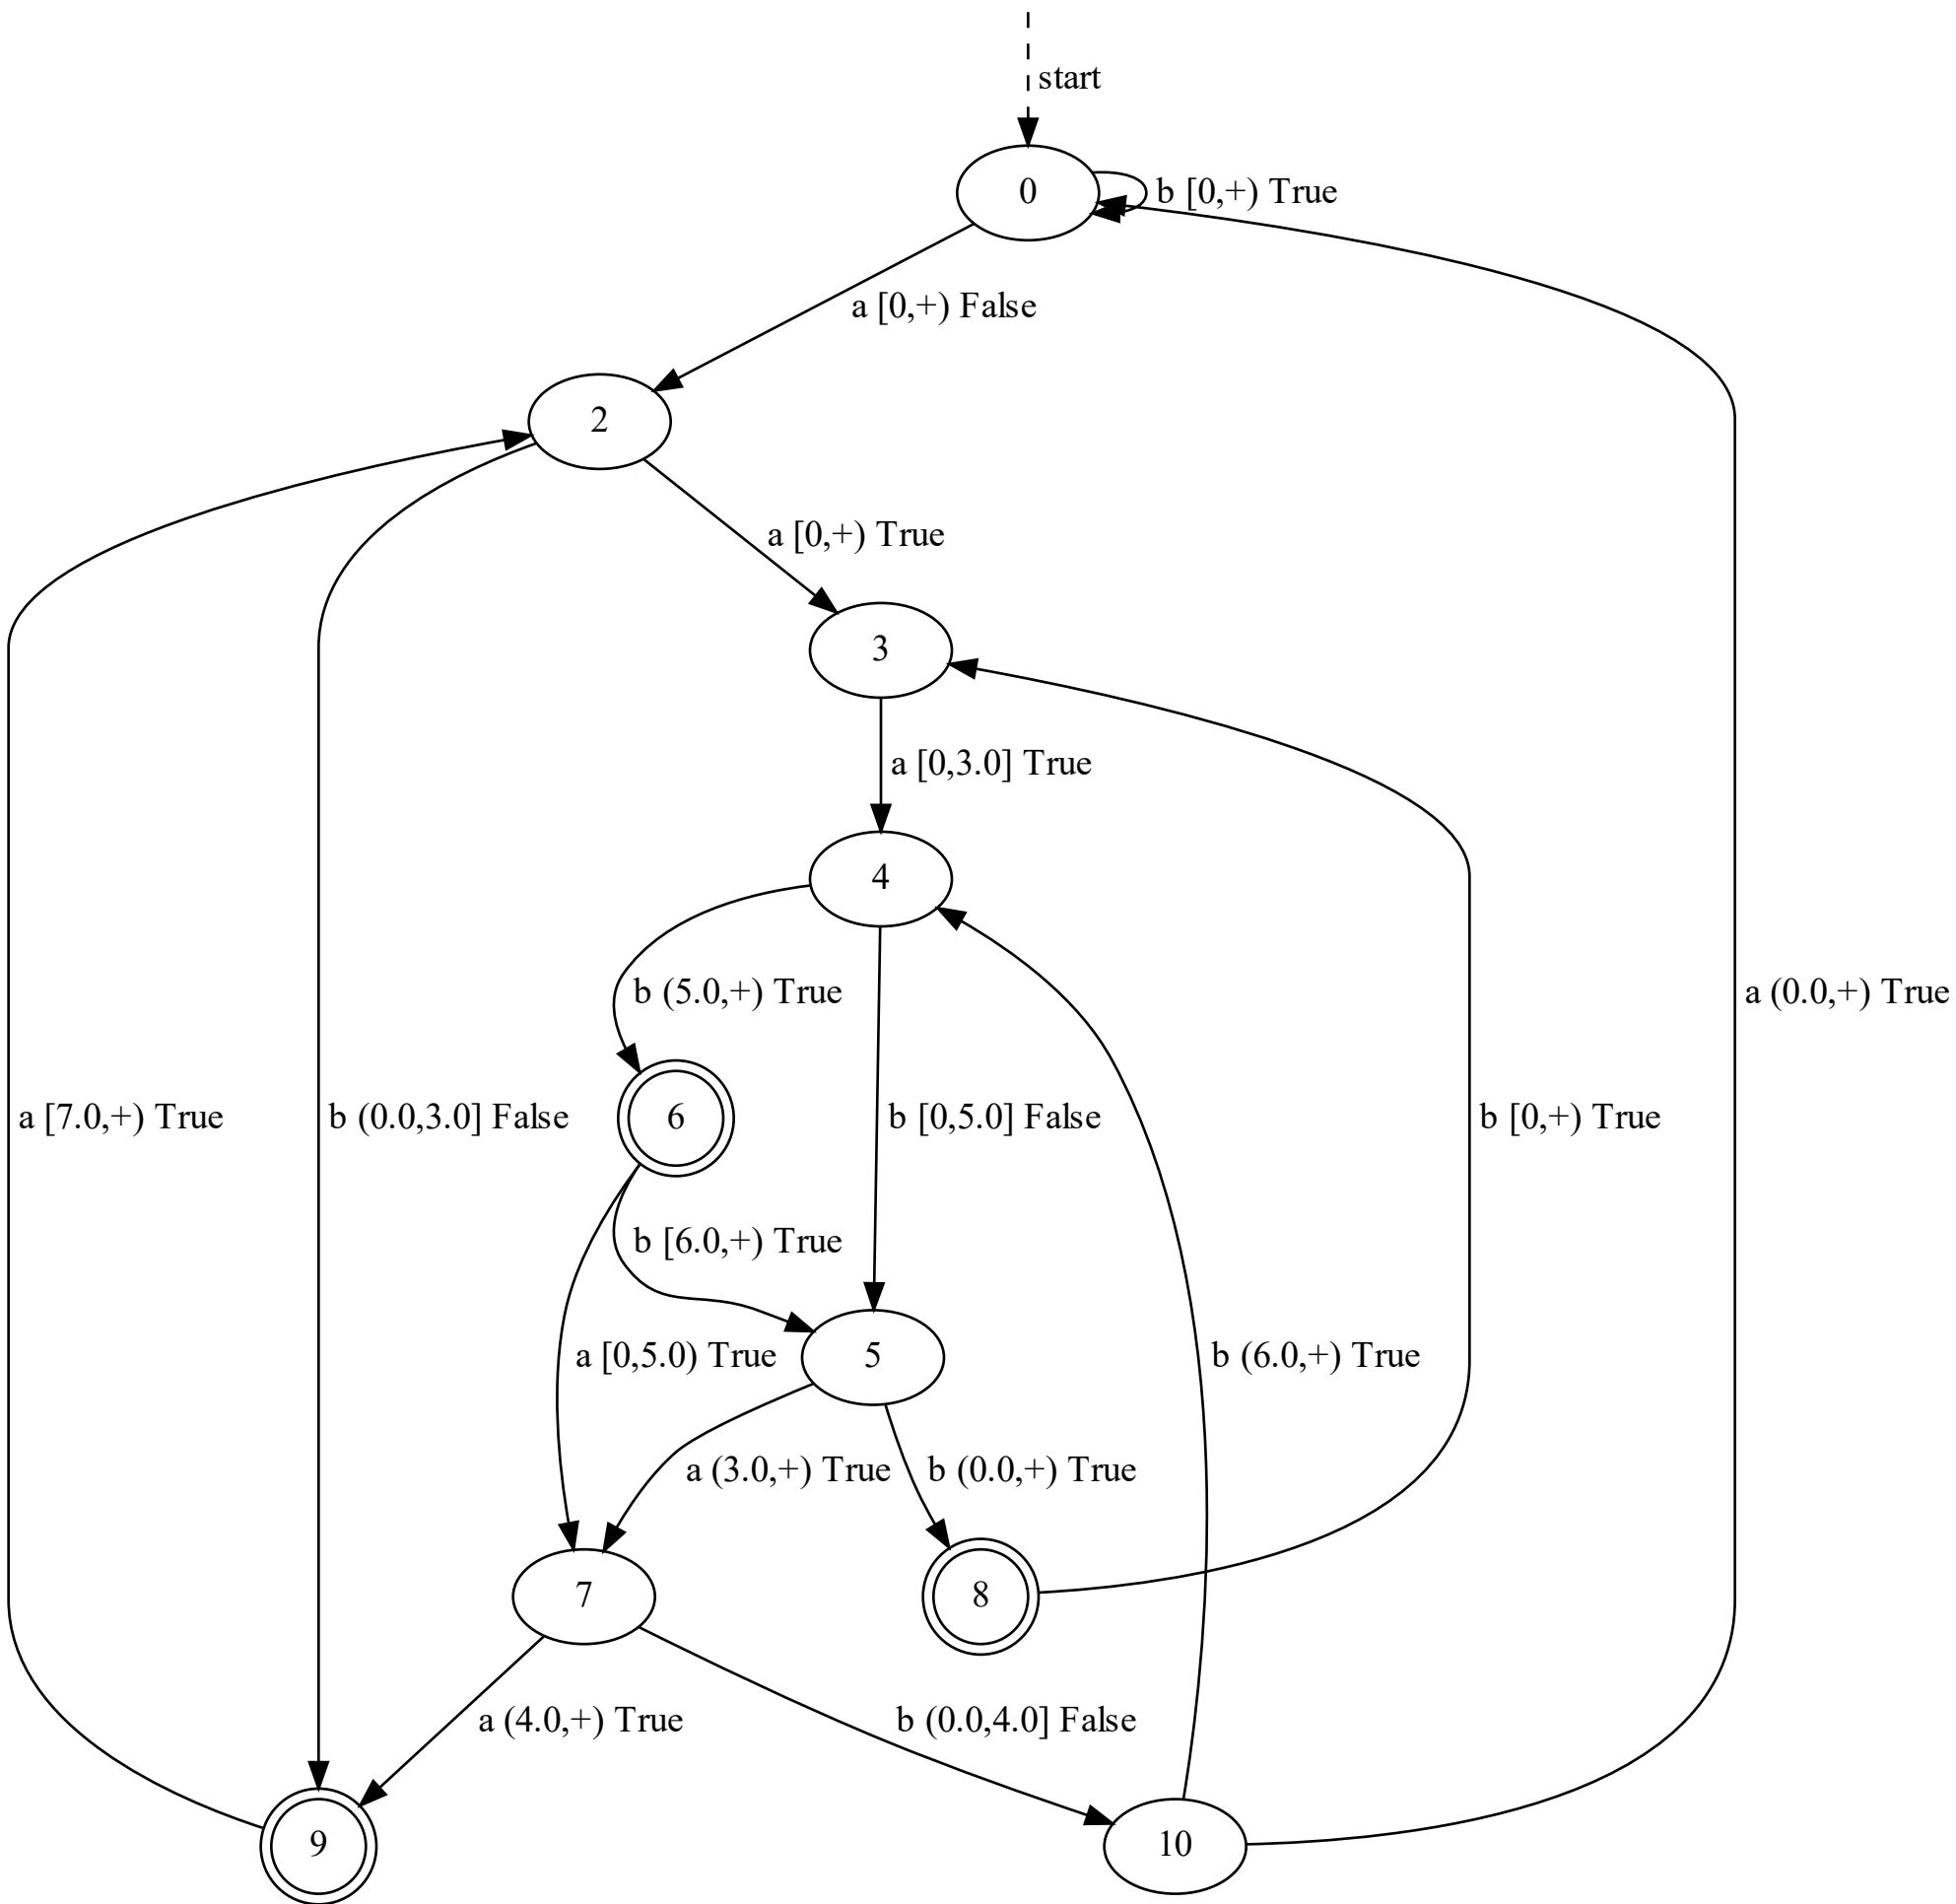 start
0
b [0,+) True
a [0,+) False
2
a [0,+) True
3
a [0,3.0] True
4
b (5.0,+) True
a (0.0,+) True
a [7.0,+) True
b (0.0,3.0] False
6
b [0,5.0] False
b [0,+) True
b [6.0,+) True
a [0,5.0) True
5
b (6.0,+) True
a (3.0,+) True
b (0.0,+) True
7
8
a (4.0,+) True
b (0.0,4.0] False
9
10